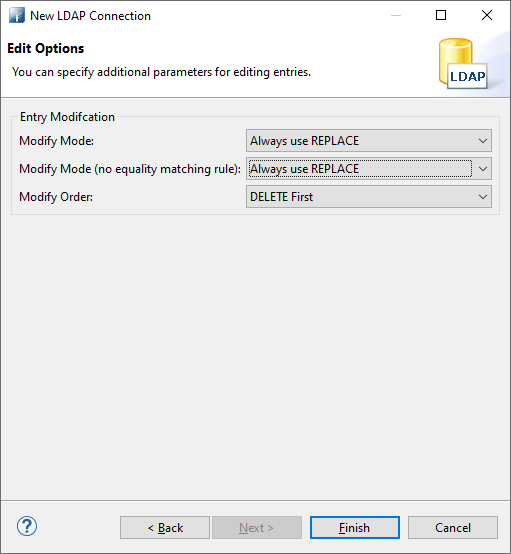 New LDAP Connection
Edit Options
You can specify additional parameters for editing entries.
LDAP
Entry Modifcation
Modify Mode: Always use REPLACE
Modify Mode (no equality matching rule): Always use REPLACE
Modify Order: DELETE First
? < Back Next > Finish Cancel